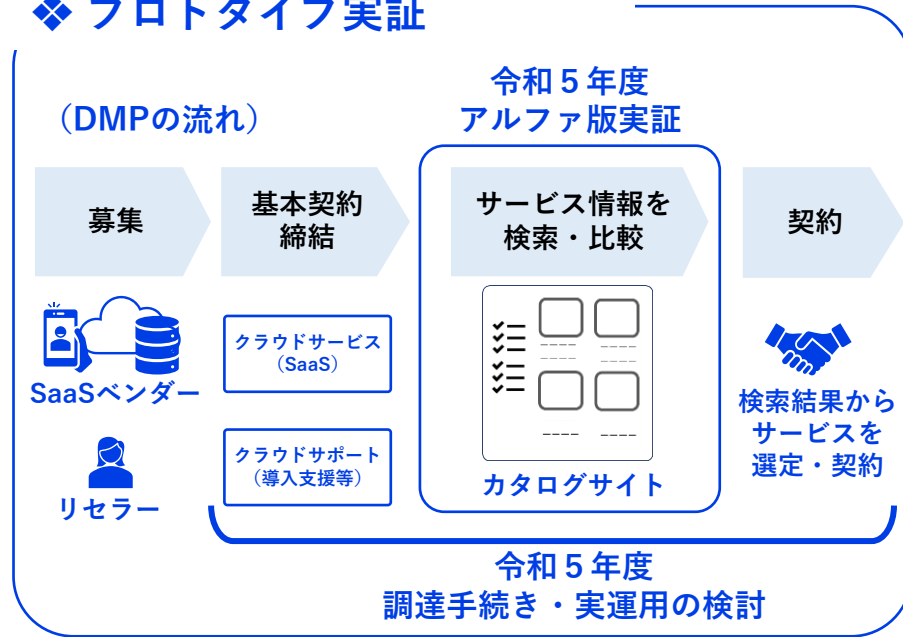 ❖ プロトタイプ実証
（DMPの流れ）
令和５年度
アルファ版実証
募集
基本契約
締結
サービス情報を
検索・比較
契約
SaaSベンダー
リセラー
クラウドサービス
（SaaS）
クラウドサポート
（導入支援等）
カタログサイト
検索結果から
サービスを
選定・契約
令和５年度
調達手続き・実運用の検討